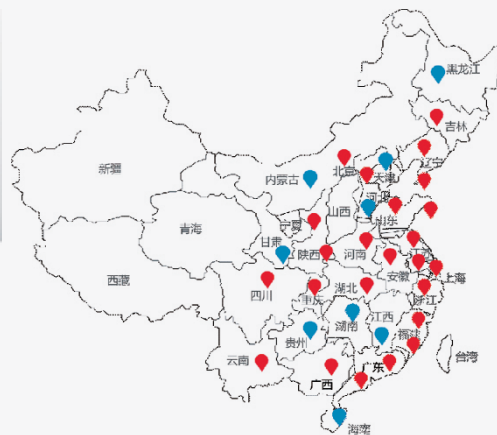 黑龙江
吉林
辽宁
北京
天津
内蒙古
新疆
河北
山西
山东
宁夏
青海
甘肃
陕西
河南
江苏
安徽
上海
西藏
四川
重庆
湖北
浙江
湖南
江西
贵州
福建
台湾
云南
广东
广西
海南